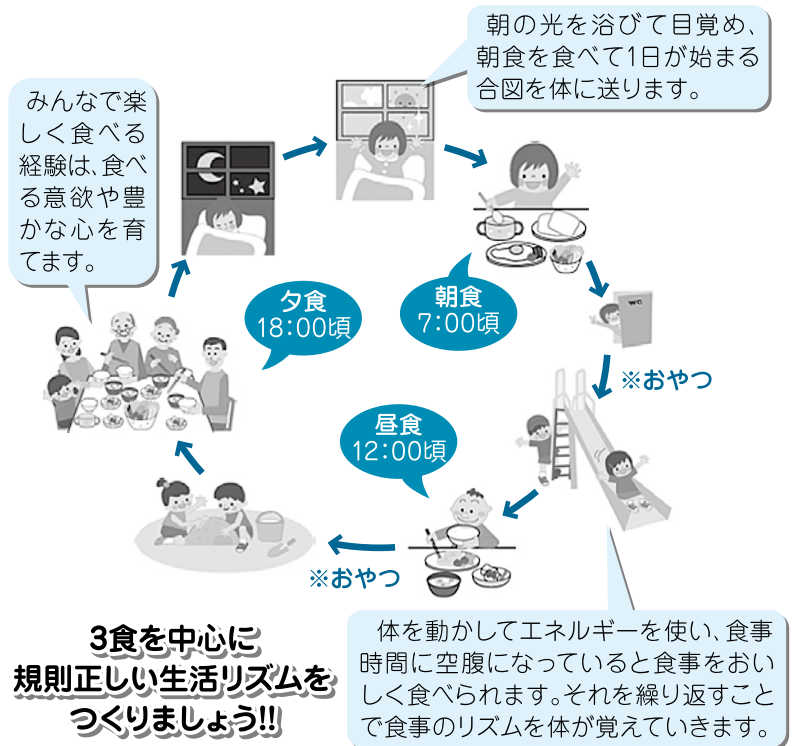 朝の光を浴びて目覚め、
朝食を食べて1日が始まる
合図を体に送ります。
みんなで楽
しく食べる
経験は、食べ
る意欲や豊
かな心を育
てます。
朝食
7:00頃
WC
※おやつ
昼食
12:00頃
※おやつ
夕食
18:00頃
体を動かしてエネルギーを使い、食事
時間に空腹になっていると食事をおい
しく食べられます。それを繰り返すこと
で食事のリズムを体が覚えていきます。
3食を中心に
規則正しい生活リズムを
つくりましょう!!